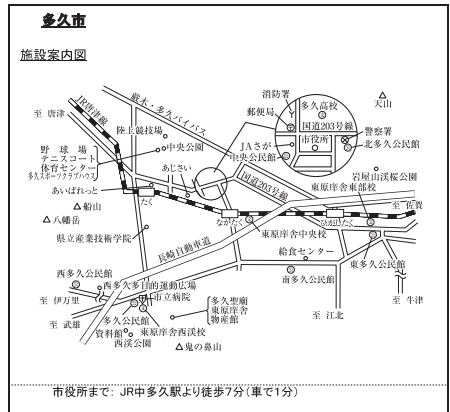 多久市
施設案内図
JR唐津線
至 唐津
厳木・多久バイパス
消防署
郵便局
多久高校
国道203号線
市役所
JAさが
中央公民館
警察署
北多久公民館
天山
陸上競技場
中央公園
野球場
テニスコート
体育センター
多久スポーツクラブハウス
あじさい
あいぱれっと
たく
国道203号線
岩屋山渓桜公園
東原庠舎東部校
至 佐賀
船山
八幡岳
なかたく
ひがしたく
東原庠舎中央校
県立産業技術学院
長崎自動車道
給食センター
東多久公民館
南多久公民館
西多久公民館
西多久多目的運動広場
市立病院
至 伊万里
多久公民館
多久聖廟
東原庠舎
物産館
至 牛津
至 武雄
資料館
東原庠舎西渓校
西渓公園
鬼の鼻山
至 江北
市役所まで: JR中多久駅より徒歩7分(車で1分)